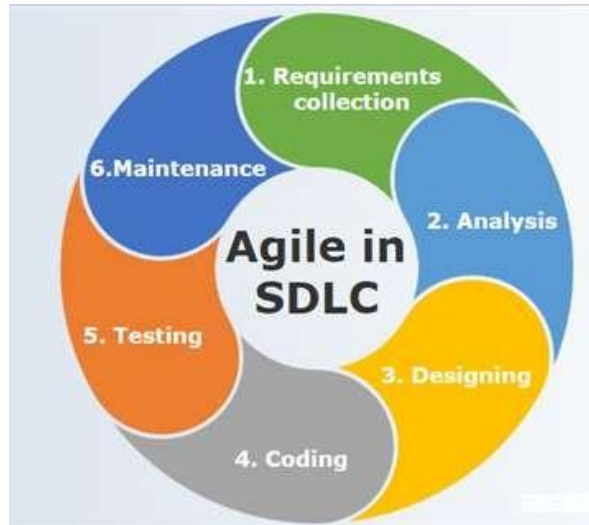 1. Requirements
collection
2. Analysis
3. Designing
4. Coding
5. Testing
6.Maintenance
Agile in
SDLC